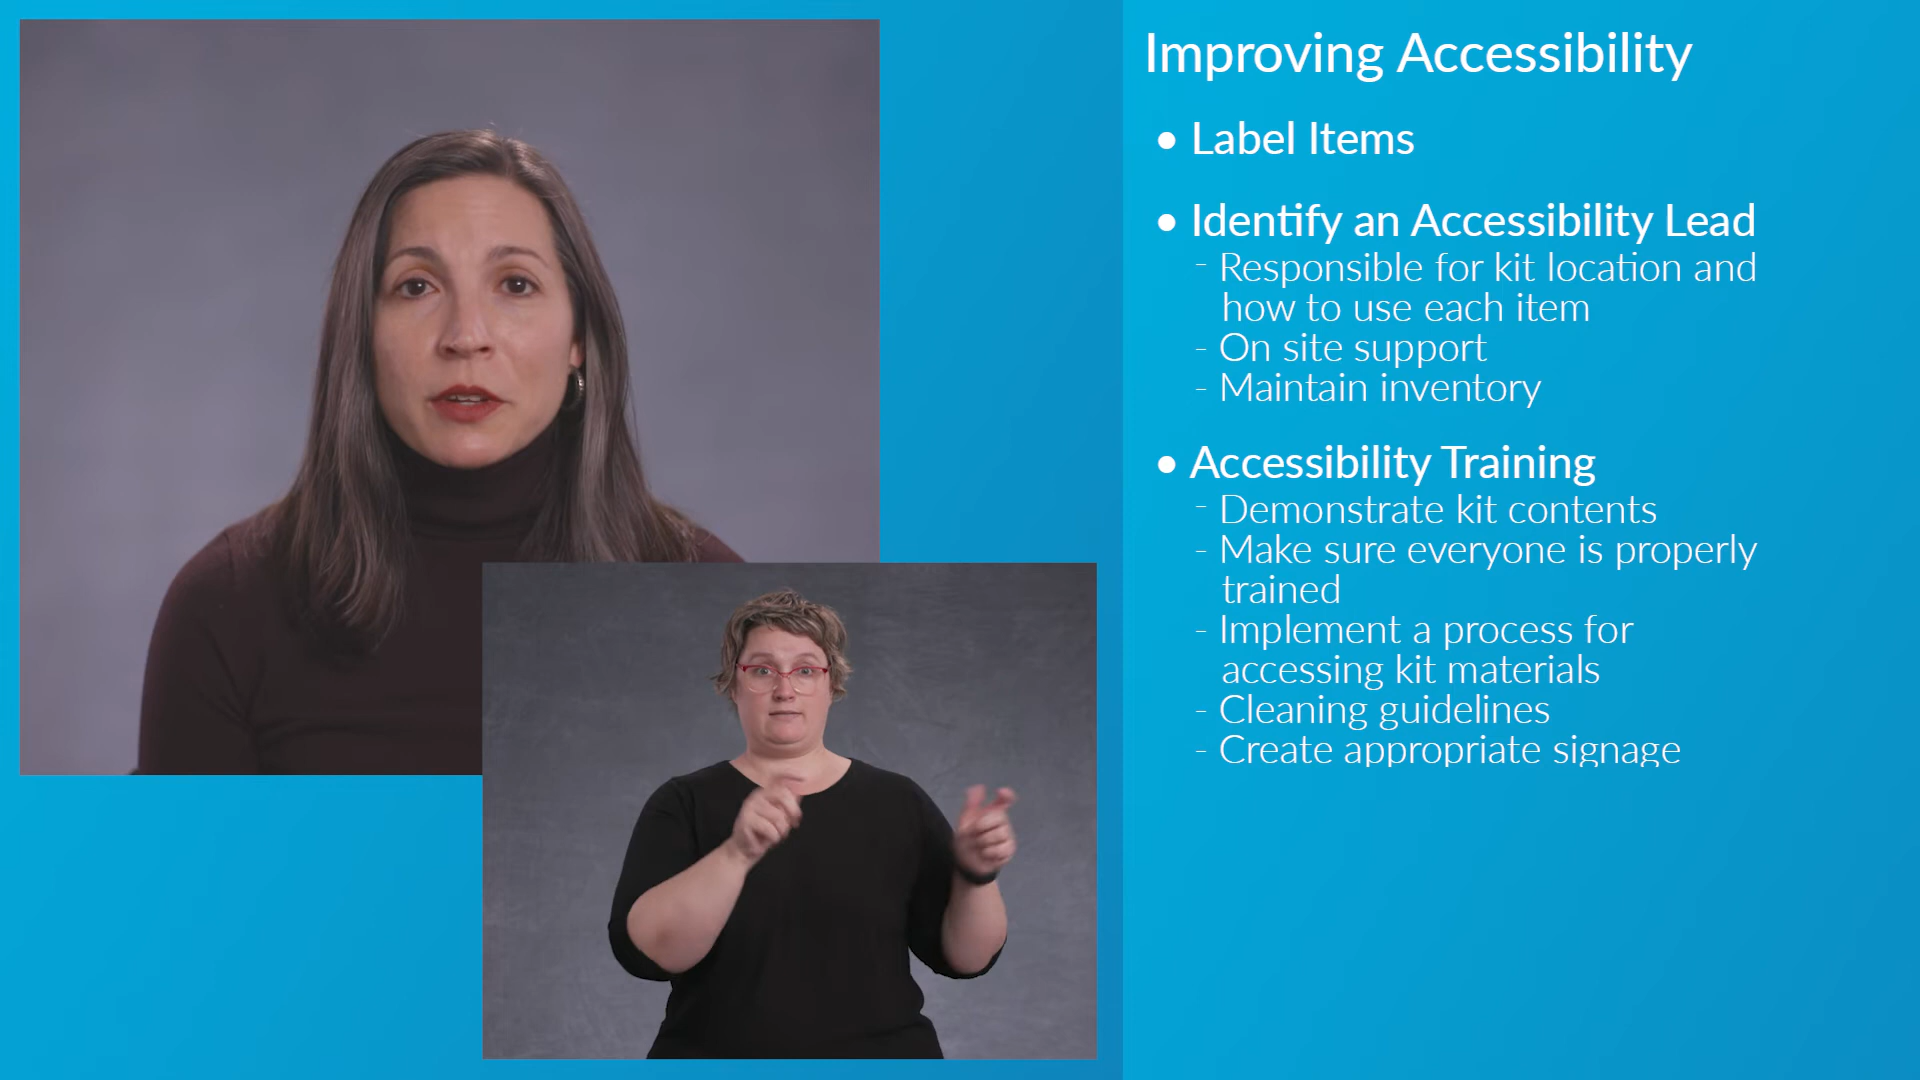 Improving Accessibility
• Label Items
• Identify an Accessibility Lead
- Responsible for kit location and
how to use each item
- On site support
- Maintain inventory
• Accessibility Training
- Demonstrate kit contents
- Make sure everyone is properly
trained
- Implement a process for
accessing kit materials
- Cleaning guidelines
- Create appropriate signage